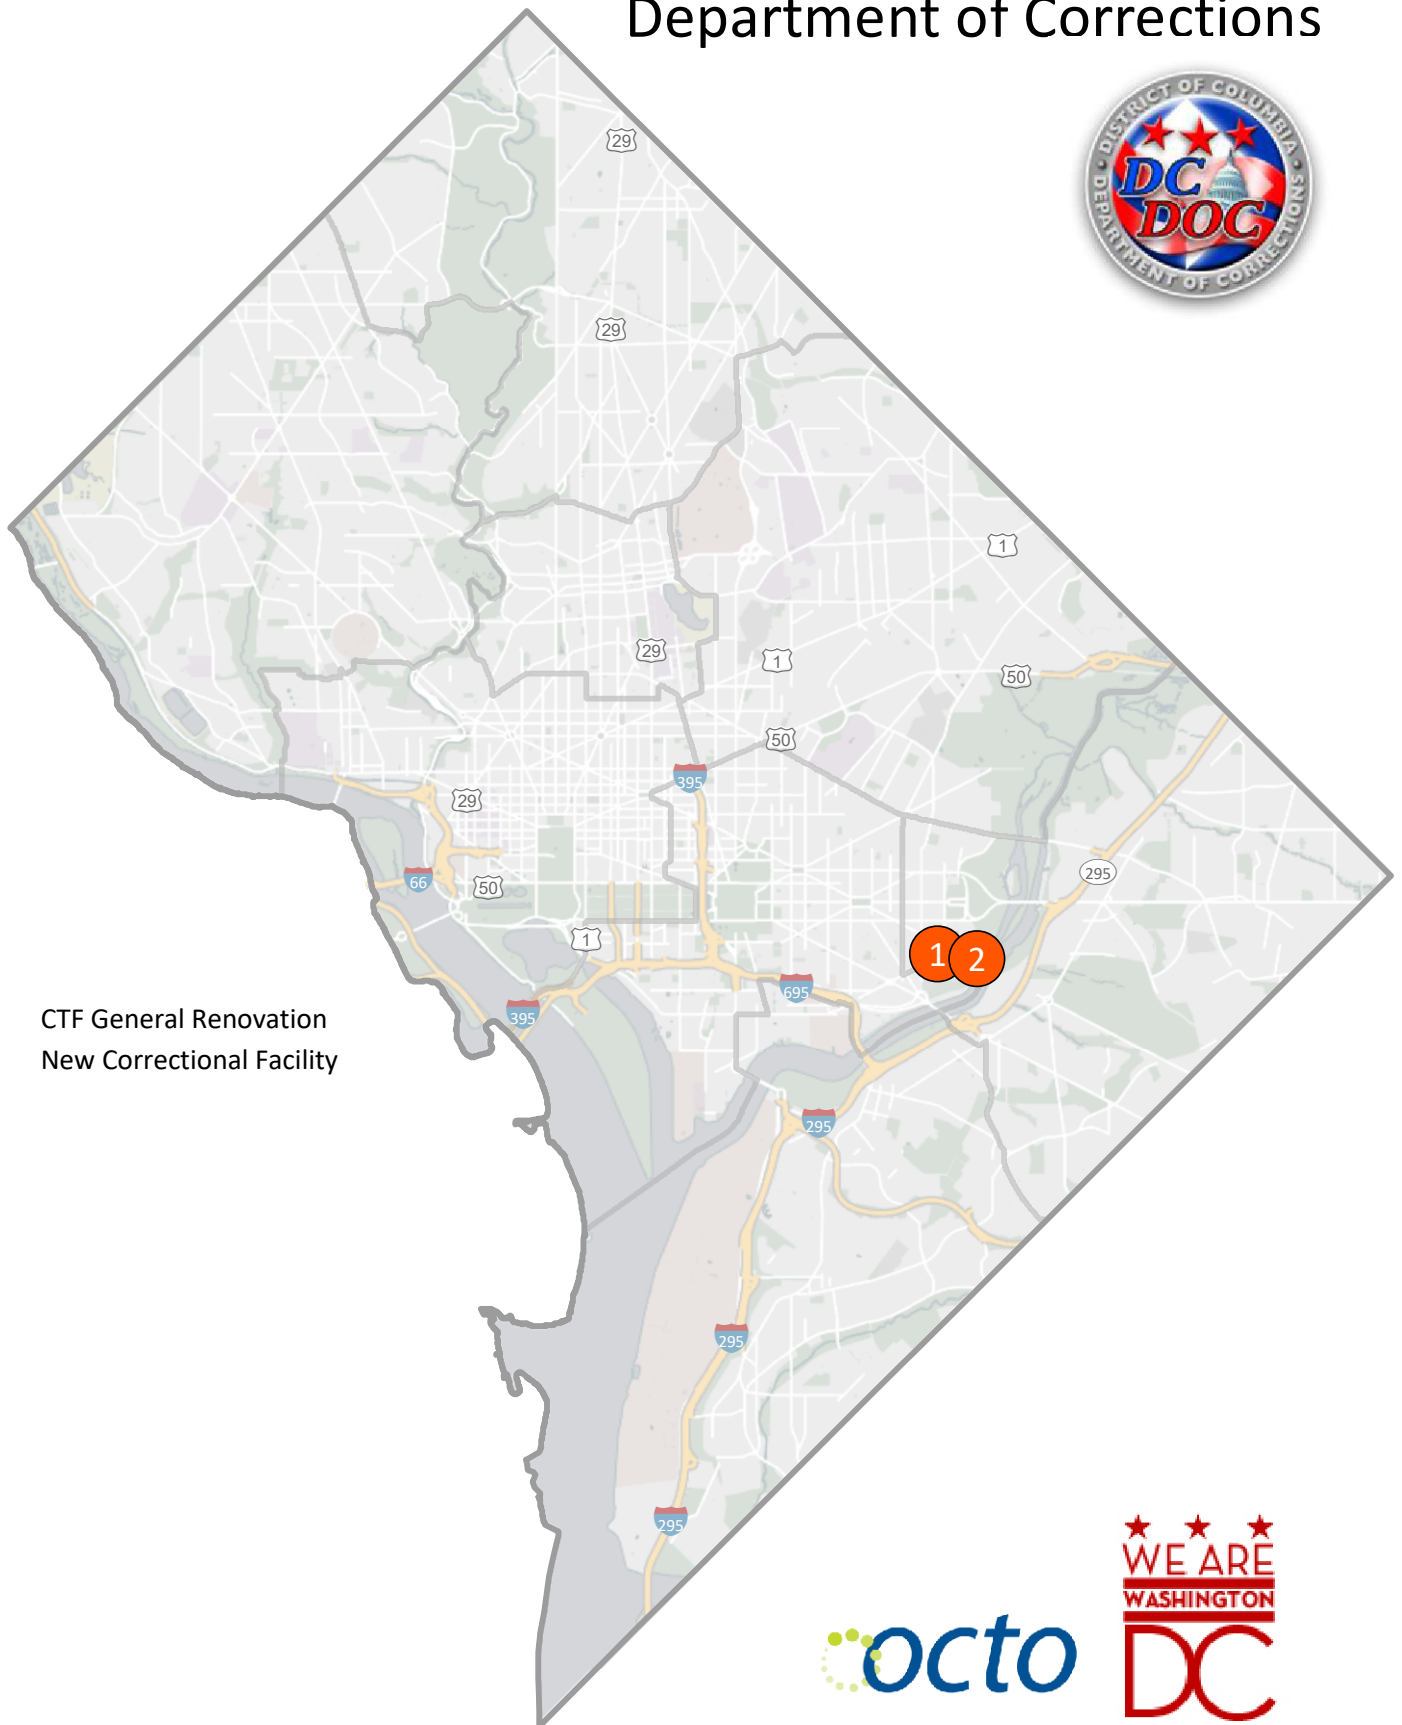 Department of Corrections
DISTRICT OF COLUMBIA
DC
DOC
DEPARTMENT OF CORRECTIONS
29
29
1
29
1
50
50
395
29
295
66
50
1
1
2
695
395
CTF General Renovation
New Correctional Facility
295
295
295
WE ARE
WASHINGTON
DC
octo